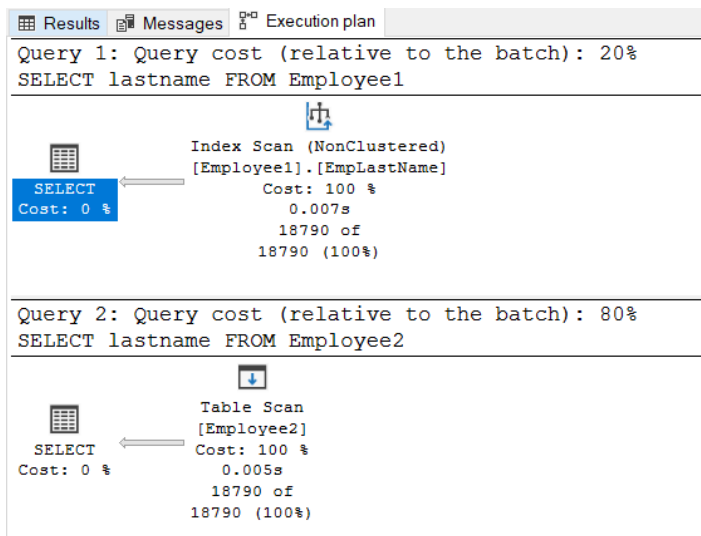 Results Messages Execution plan
Query 1: Query cost (relative to the batch): 20%
SELECT lastname FROM Employee1
Index Scan (NonClustered)
[Employee1].[EmpLastName]
Cost: 100 %
0.007s
18790 of
18790 (100%)
SELECT
Cost: 0 %
Query 2: Query cost (relative to the batch): 80%
SELECT lastname FROM Employee2
Table Scan
[Employee2]
Cost: 100 %
0.005s
18790 of
18790 (100%)
SELECT
Cost: 0 %